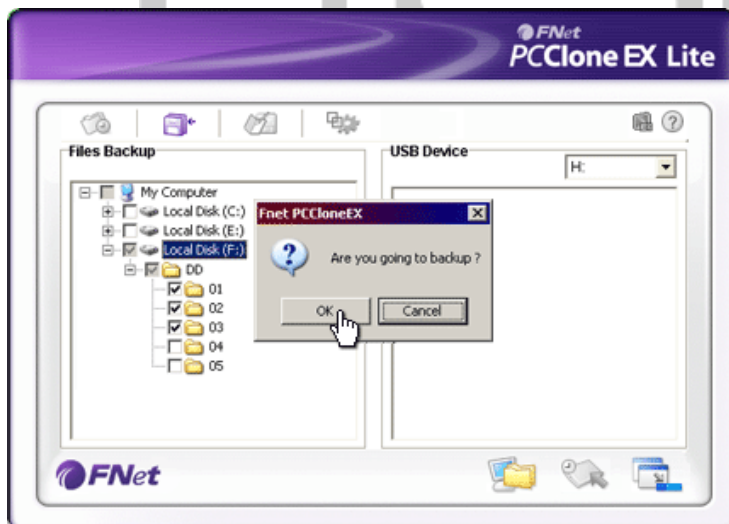 FNet
PCClone EX Lite
Files Backup
USB Device
H:
My Computer
Local Disk (C:)
Local Disk (E:)
Local Disk (F:)
DD
01
02
03
04
05
Fnet PCCloneEX
Are you going to backup ?
OK
Cancel
FNet